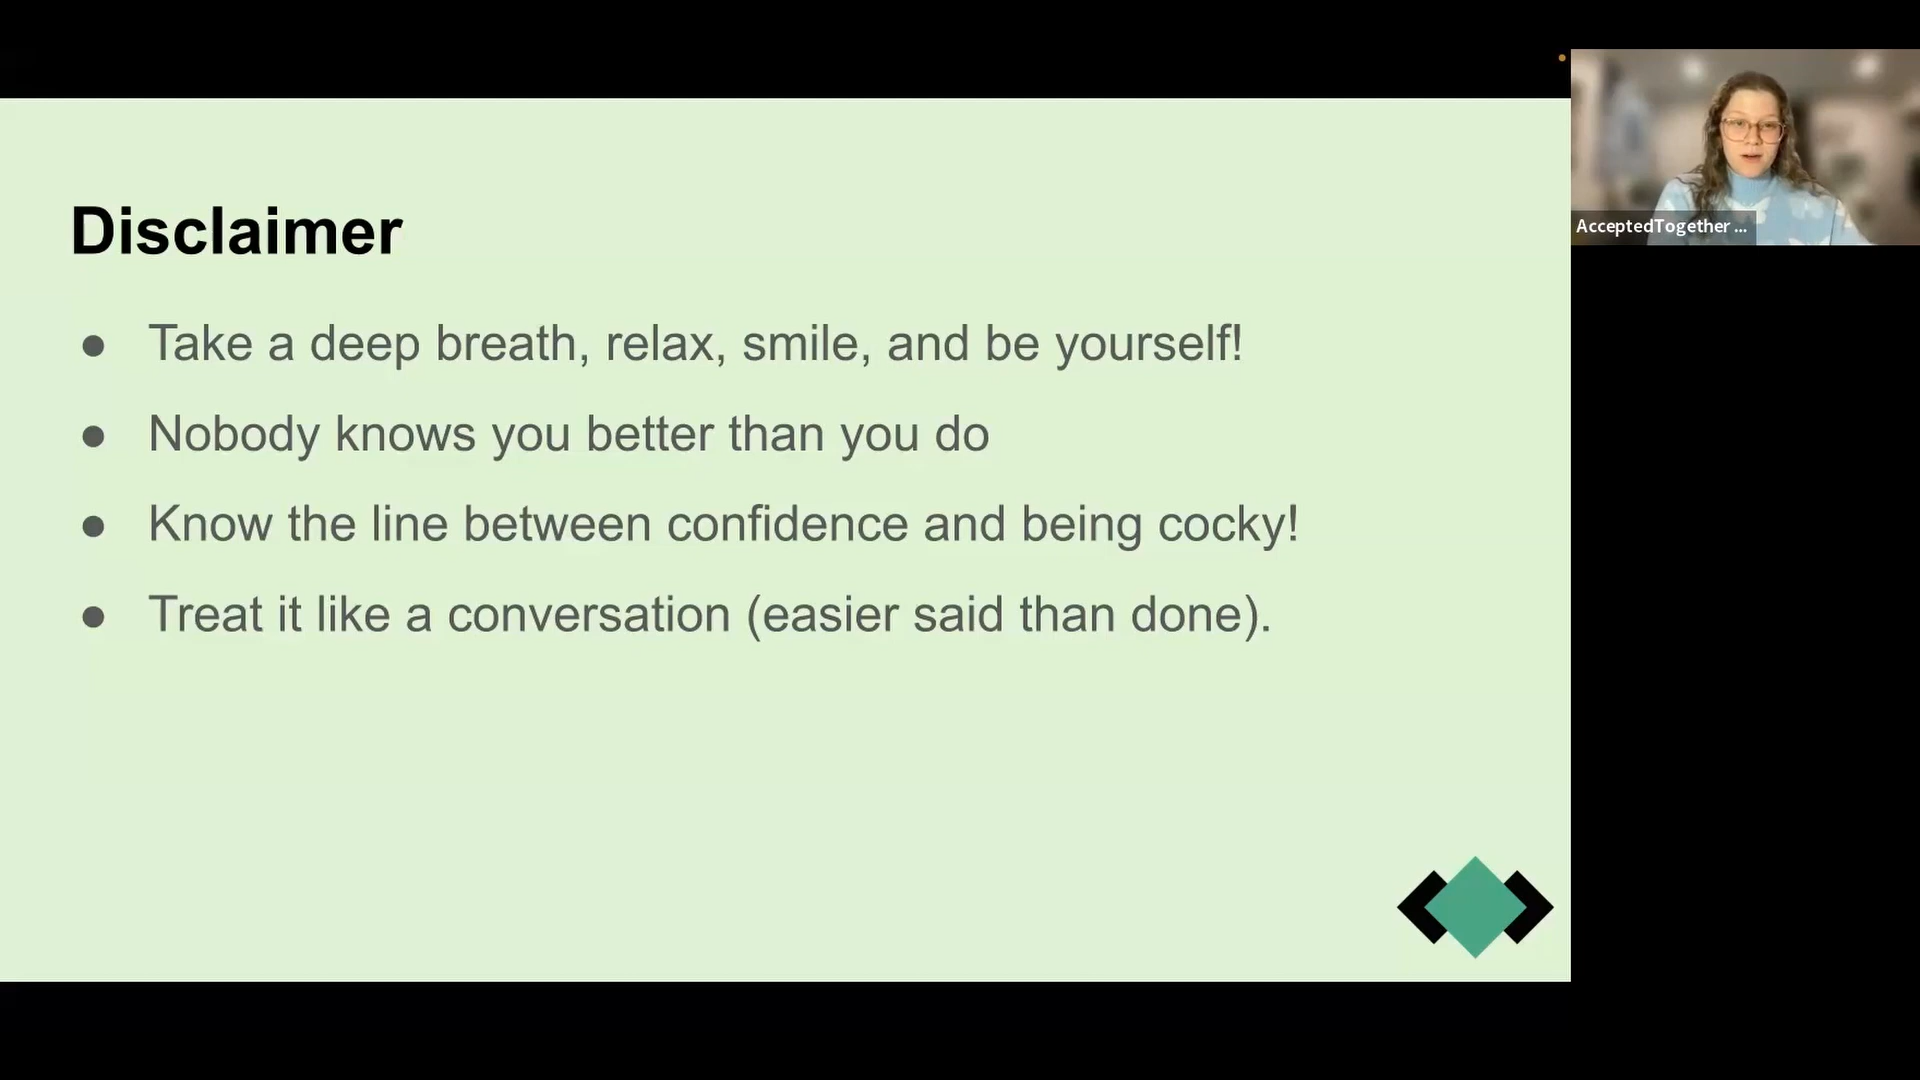 Disclaimer
● Take a deep breath, relax, smile, and be yourself!
● Nobody knows you better than you do
● Know the line between confidence and being cocky!
● Treat it like a conversation (easier said than done).
AcceptedTogether ...